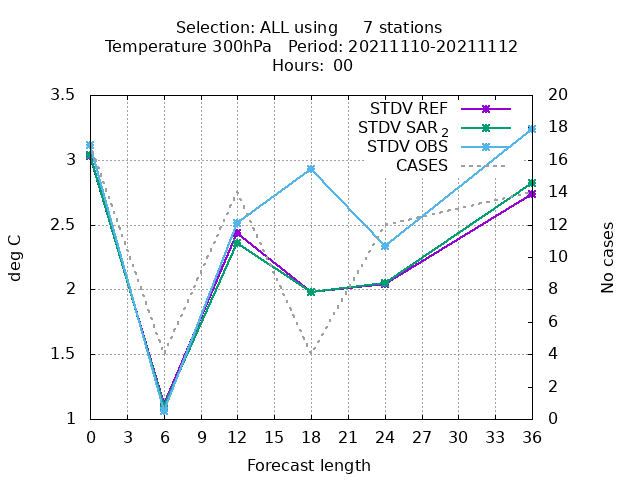 Selection: ALL using     7 stations
Temperature 300hPa   Period: 20211110-20211112
Hours:  00
3.5
3
2.5
2
1.5
1
deg C
20
18
16
14
12
10
8
6
4
2
0
No cases
STDV REF
STDV SAR₂
STDV OBS
CASES
0 3 6 9 12 15 18 21 24 27 30 33 36
Forecast length